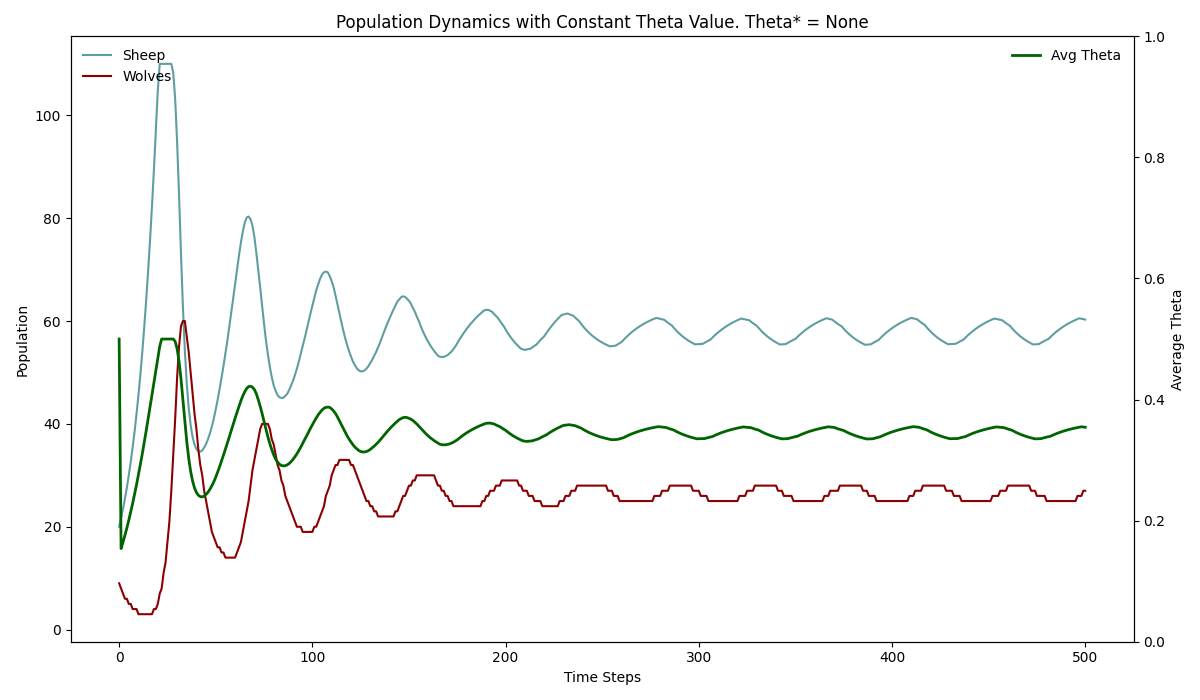 Population Dynamics with Constant Theta Value. Theta* = None
Sheep
Wolves
Avg Theta
Population
100
80
60
40
20
0
1.0
0.8
0.6
0.4
0.2
0.0
Average Theta
0 100 200 300 400 500
Time Steps